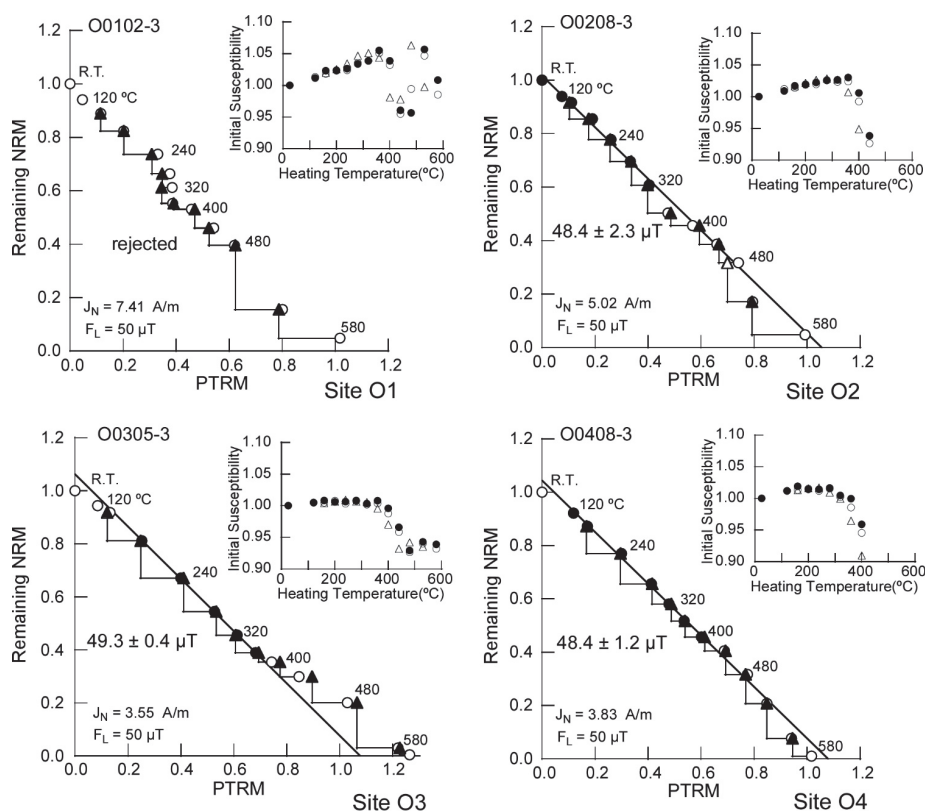 O0102-3
1.0
0.8
0.6
0.4
0.2
0.0
Remaining NRM
R.T.
120 ºC
240
320
400
480
580
rejected
J_N = 7.41 A/m
F_L = 50 µT
0.0 0.2 0.4 0.6 0.8 1.0 1.2
PTRM
Site O1
1.10
1.05
1.00
0.95
0.90
Initial Susceptibility
0 200 400 600
Heating Temperature(ºC)
O0208-3
1.2
1.0
0.8
0.6
0.4
0.2
0.0
Remaining NRM
R.T.
120 ºC
240
320
400
480
580
48.4 ± 2.3 µT
J_N = 5.02 A/m
F_L = 50 µT
0.0 0.2 0.4 0.6 0.8 1.0 1.2
PTRM
Site O2
1.10
1.05
1.00
0.95
0.90
Initial Susceptibility
0 200 400 600
Heating Temperature(ºC)
O0305-3
1.2
1.0
0.8
0.6
0.4
0.2
0.0
Remaining NRM
R.T.
120 ºC
240
320
400
480
580
49.3 ± 0.4 µT
J_N = 3.55 A/m
F_L = 50 µT
0.0 0.2 0.4 0.6 0.8 1.0 1.2
PTRM
Site O3
1.10
1.05
1.00
0.95
0.90
Initial Susceptibility
0 200 400 600
Heating Temperature(ºC)
O0408-3
1.2
1.0
0.8
0.6
0.4
0.2
0.0
Remaining NRM
R.T.
120 ºC
240
320
400
480
580
48.4 ± 1.2 µT
J_N = 3.83 A/m
F_L = 50 µT
0.0 0.2 0.4 0.6 0.8 1.0 1.2
PTRM
Site O4
1.10
1.05
1.00
0.95
0.90
Initial Susceptibility
0 200 400 600
Heating Temperature(ºC)